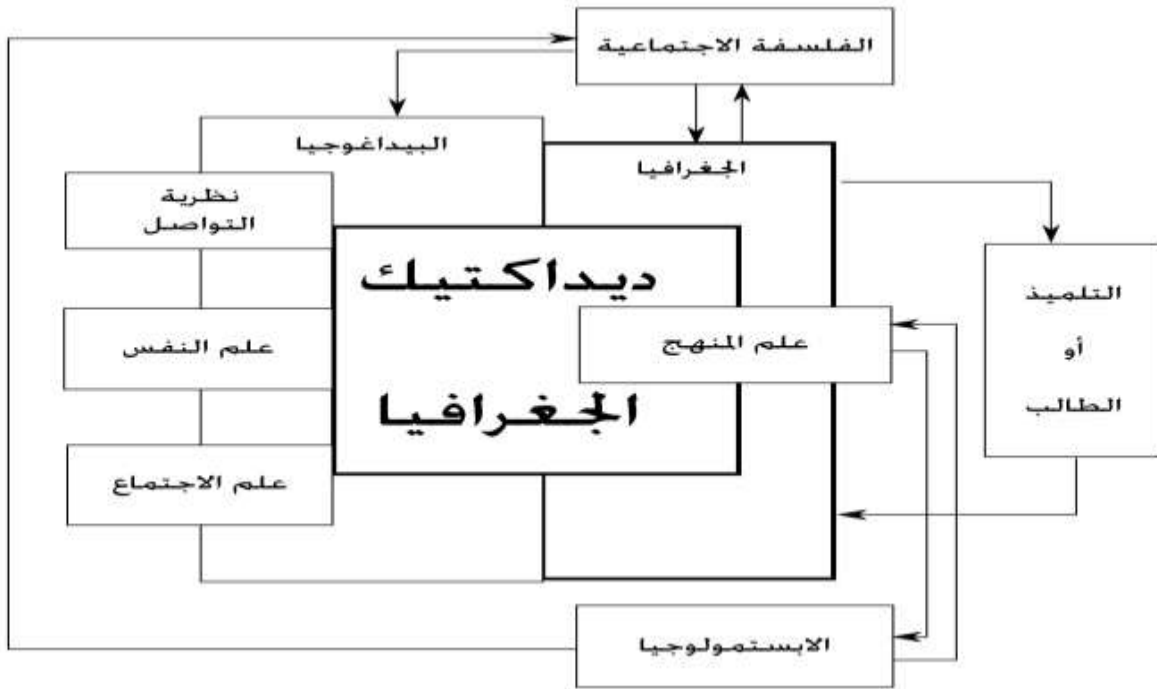 الفلسفة الاجتماعية
البيداغوجيا
الجغرافيا
نظرية
التواصل
ديداكتيك
الجغرافيا
التلميذ
أو
الطالب
علم المنهج
علم النفس
علم الاجتماع
الابستمولوجيا